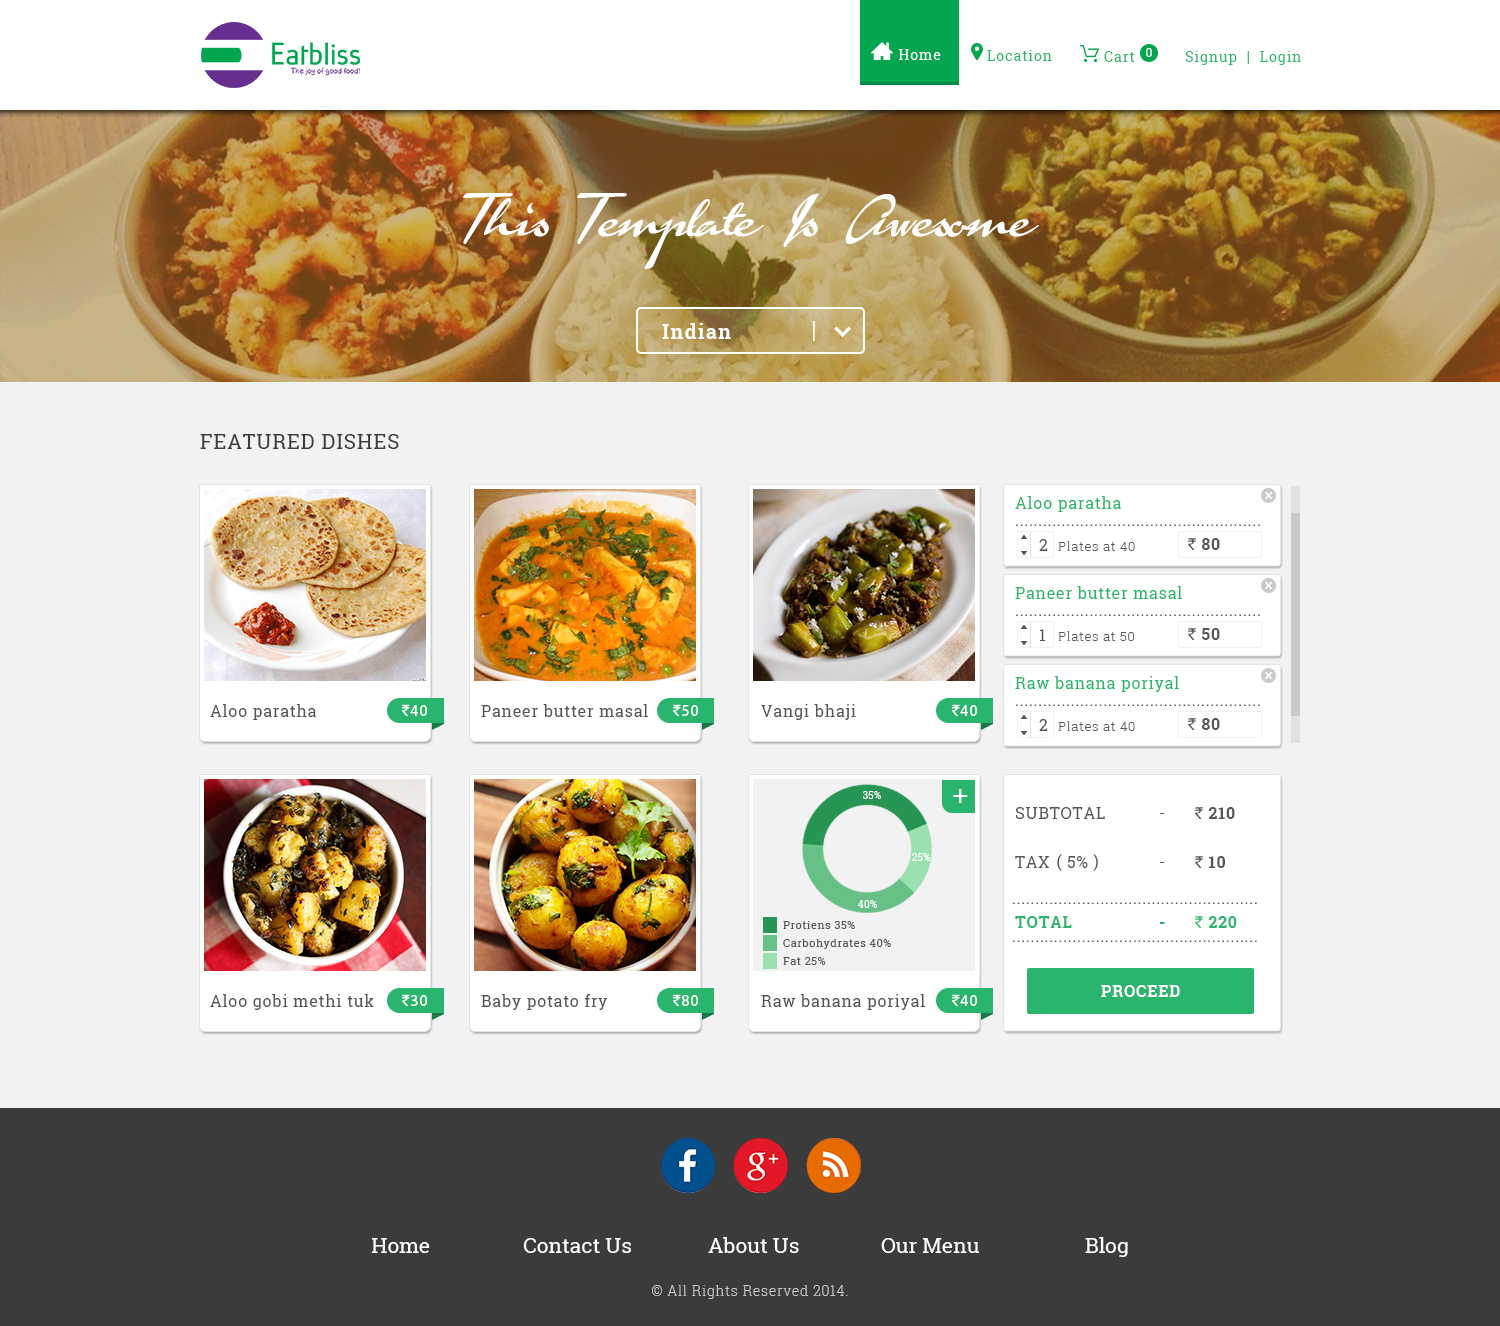 Eatbliss
The joy of good food!
Home
Location
Cart 0
Signup | Login
This Template Is Awesome
Indian
FEATURED DISHES
Aloo paratha
₹40
Paneer butter masal
₹50
Vangi bhaji
₹40
Aloo paratha
2 Plates at 40 ₹ 80
Paneer butter masal
1 Plates at 50 ₹ 50
Raw banana poriyal
2 Plates at 40 ₹ 80
Aloo gobi methi tuk
₹30
Baby potato fry
₹80
35%
25%
40%
Protiens 35%
Carbohydrates 40%
Fat 25%
Raw banana poriyal
₹40
SUBTOTAL - ₹ 210
TAX ( 5% ) - ₹ 10
TOTAL - ₹ 220
PROCEED
Home
Contact Us
About Us
Our Menu
Blog
© All Rights Reserved 2014.